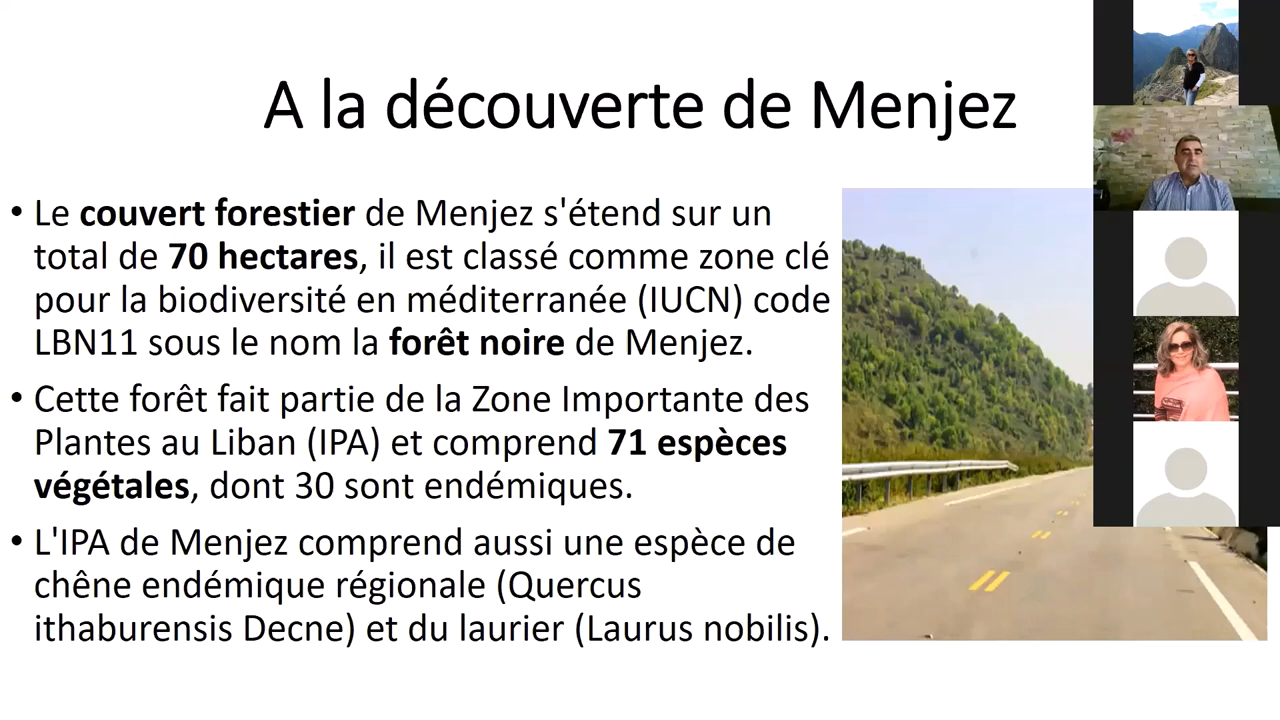 A la découverte de Menjez
• Le couvert forestier de Menjez s'étend sur un
total de 70 hectares, il est classé comme zone clé
pour la biodiversité en méditerranée (IUCN) code
LBN11 sous le nom la forêt noire de Menjez.
• Cette forêt fait partie de la Zone Importante des
Plantes au Liban (IPA) et comprend 71 espèces
végétales, dont 30 sont endémiques.
• L'IPA de Menjez comprend aussi une espèce de
chêne endémique régionale (Quercus
ithaburensis Decne) et du laurier (Laurus nobilis).